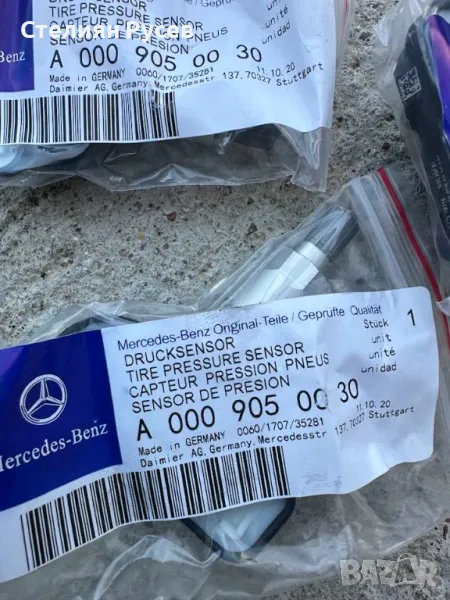 Стефан Русев
DRUCKSENSOR
TIRE PRESSURE SENSOR
CAPTEUR PRESSION PNEUS
SENSOR DE PRESION
unidad
A 000 905 00 30
Made in GERMANY 0060/1707/35281 11.10.20
Daimler AG, Germany, Mercedesstr 137. 70327 Stuttgart
-Benz
Mercedes-Benz Original-Teile / Geprüfte Qualität
DRUCKSENSOR Stück 1
TIRE PRESSURE SENSOR unit
CAPTEUR PRESSION PNEUS unité
SENSOR DE PRESION unidad
A 000 905 00 30
Made in GERMANY 0060/1707/35281 11.10.20
Daimler AG, Germany, Mercedesstr 137. 70327 Stuttgart
Mercedes-Benz
BAZAR